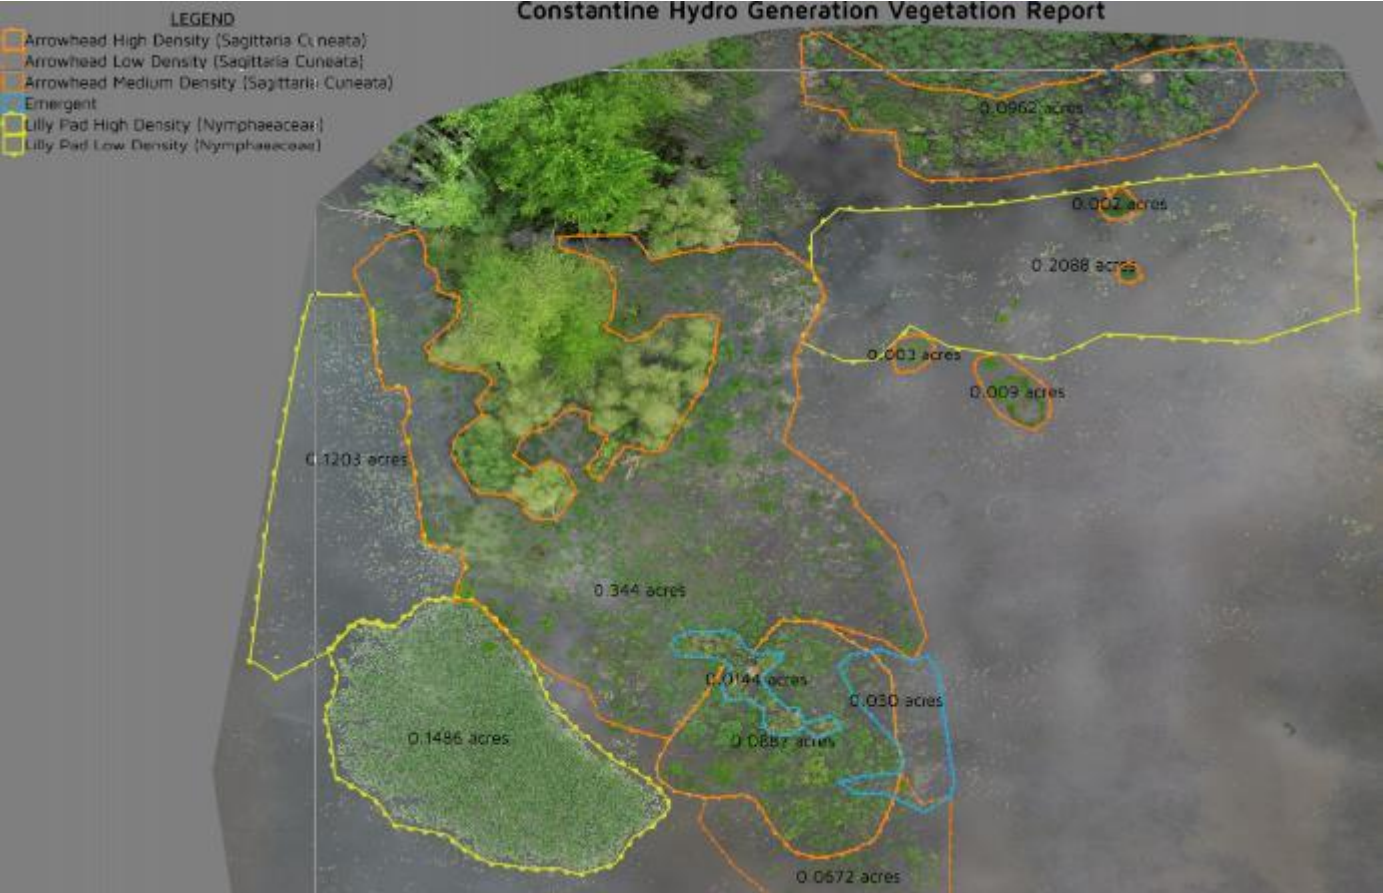 Constantine Hydro Generation Vegetation Report
LEGEND
Arrowhead High Density (Sagittaria Cuneata)
Arrowhead Low Density (Sagittaria Cuneata)
Arrowhead Medium Density (Sagittaria Cuneata)
Emergent
Lilly Pad High Density (Nymphaeaceae)
Lilly Pad Low Density (Nymphaeaceae)
0.0962 acres
0.002 acres
0.2088 acres
0.003 acres
0.009 acres
0.1203 acres
0.344 acres
0.0144 acres
0.030 acres
0.1486 acres
0.0887 acres
0.0672 acres